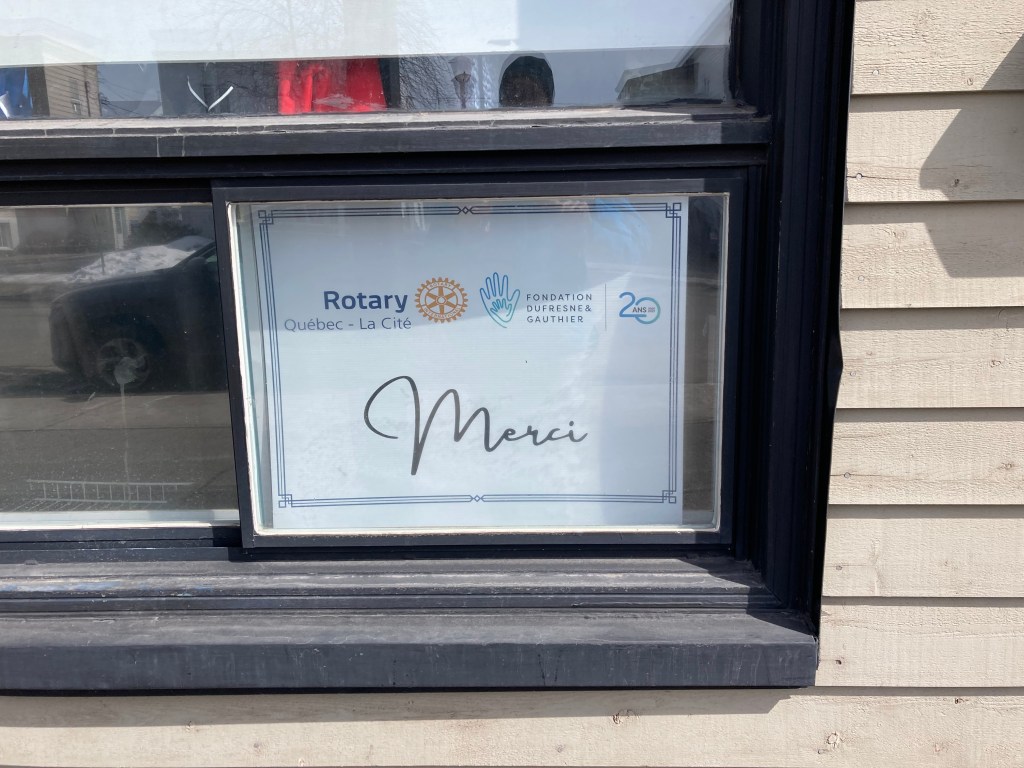 Rotary
Québec - La Cité
FONDATION
DUFRESNE &
GAUTHIER
20
ANS
Merci